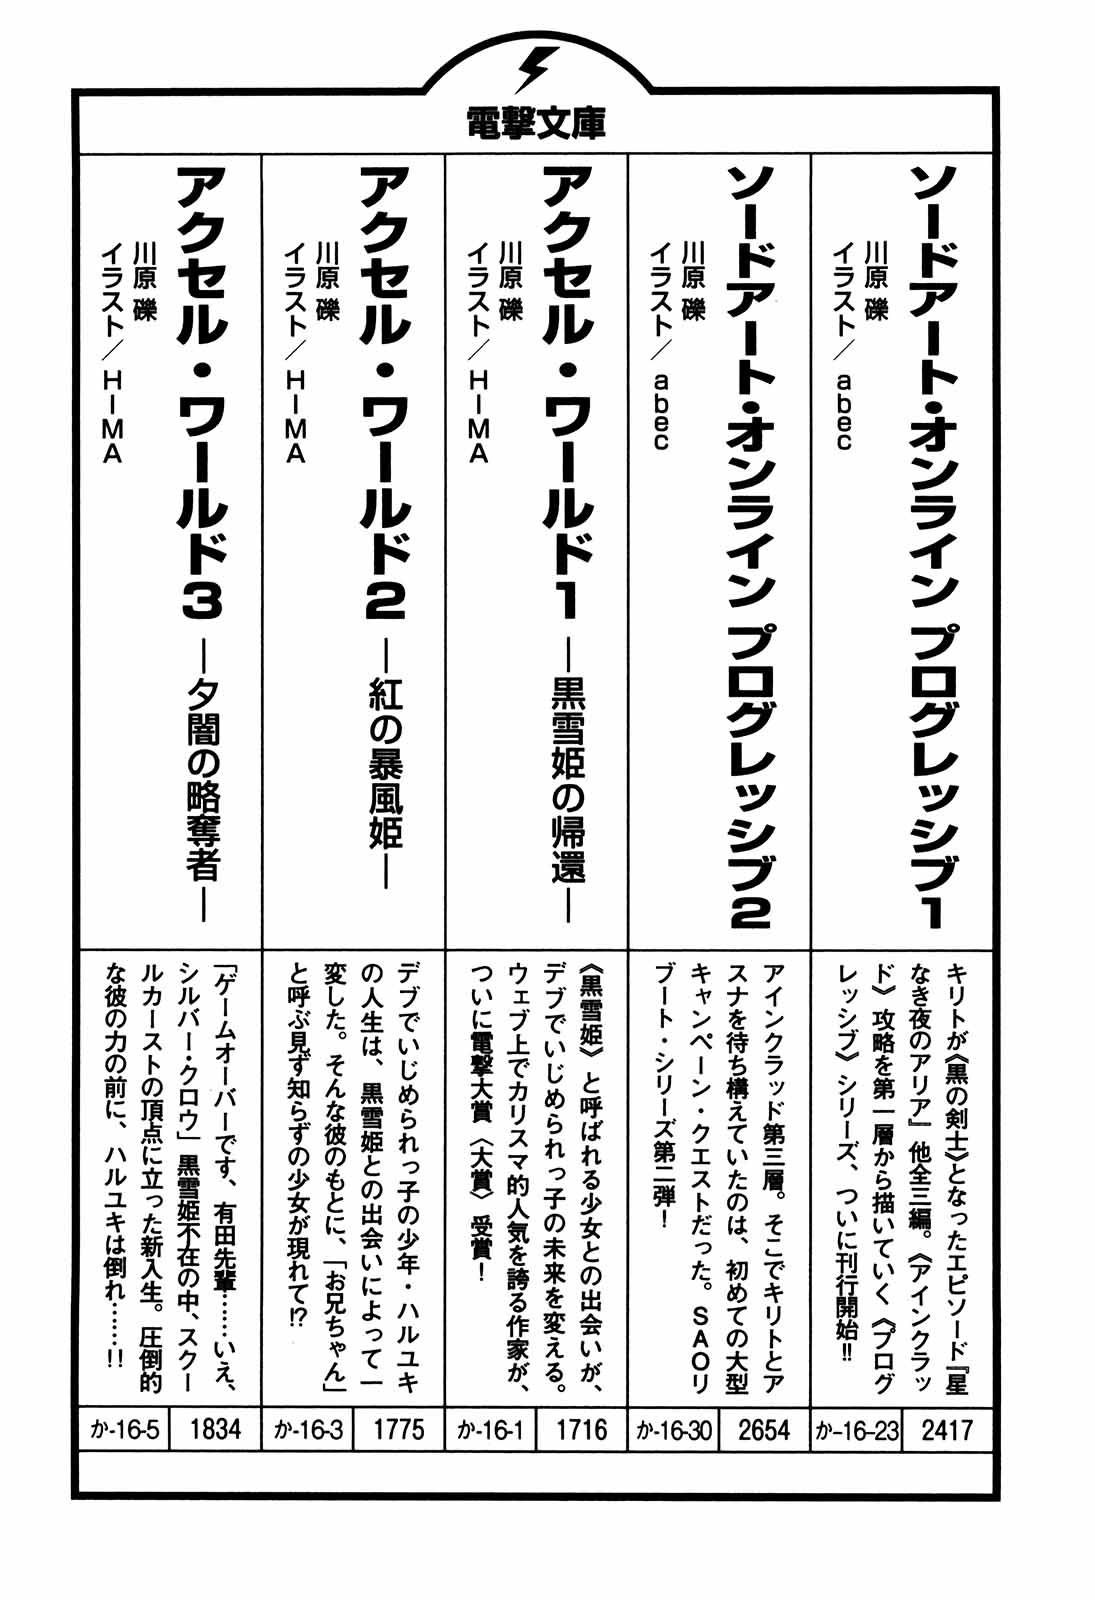 電撃文庫
ソードアート・オンライン プログレッシブ1
川原 礫
イラスト／abec
キリトが《黒の剣士》となったエピソード『星
なき夜のアリア』他全三編。《アインクラッ
ド》攻略を第一層から描いていく《プログ
レッシブ》シリーズ、ついに刊行開始!!
か-16-23
2417
ソードアート・オンライン プログレッシブ2
川原 礫
イラスト／abec
アインクラッド第三層。そこでキリトとア
スナを待ち構えていたのは、初めての大型
キャンペーン・クエストだった。SAOリ
ブート・シリーズ第二弾！
か-16-30
2654
アクセル・ワールド1 ―黒雪姫の帰還―
川原 礫
イラスト／HIMA
《黒雪姫》と呼ばれる少女との出会いが、
デブでいじめられっ子の未来を変える。
ウェブ上でカリスマ的人気を誇る作家が、
ついに電撃大賞〈大賞〉受賞！
か-16-1
1716
アクセル・ワールド2 ―紅の暴風姫―
川原 礫
イラスト／HIMA
デブでいじめられっ子の少年・ハルユキ
の人生は、黒雪姫との出会いによって一
変した。そんな彼のもとに、「お兄ちゃん」
と呼ぶ見ず知らずの少女が現れて!?
か-16-3
1775
アクセル・ワールド3 ―夕闇の略奪者―
川原 礫
イラスト／HIMA
「ゲームオーバーです、有田先輩……いえ、
シルバー・クロウ」黒雪姫不在の中、スクー
ルカーストの頂点に立った新入生。圧倒的
な彼の力の前に、ハルユキは倒れ……!!
か-16-5
1834